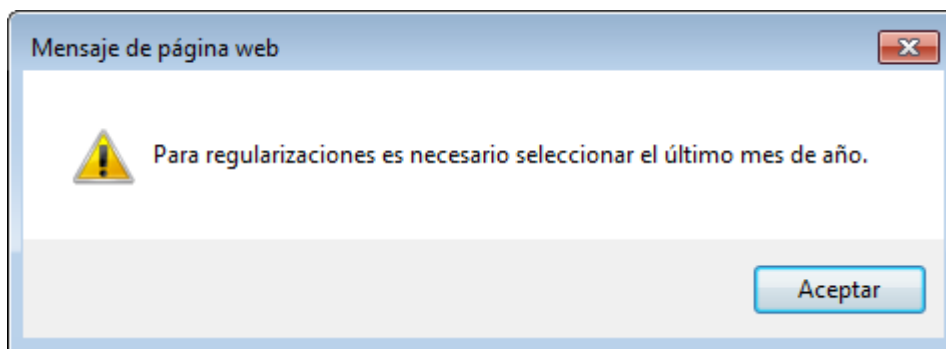 Mensaje de página web
Para regularizaciones es necesario seleccionar el último mes de año.
Aceptar